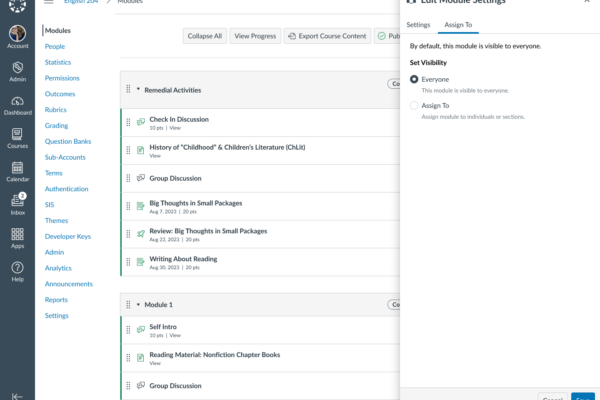 English 204 > Modules
Account
Admin
Dashboard
Courses
Calendar
2
Inbox
Apps
Help
Modules
People
Statistics
Permissions
Outcomes
Rubrics
Grading
Question Banks
Sub-Accounts
Terms
Authentication
SIS
Themes
Developer Keys
Admin
Analytics
Announcements
Reports
Settings
Collapse All
View Progress
Export Course Content
Pub
Remedial Activities
Co
Check In Discussion
10 pts | View
History of "Childhood" & Children's Literature (ChLit)
View
Group Discussion
Big Thoughts in Small Packages
Aug 7, 2023 | 20 pts
Review: Big Thoughts in Small Packages
Aug 22, 2023 | 20 pts
Writing About Reading
Aug 30, 2023 | 20 pts
Module 1
Co
Self Intro
10 pts | View
Reading Material: Nonfiction Chapter Books
View
Group Discussion
Edit Module Settings
Settings
Assign To
By default, this module is visible to everyone.
Set Visibility
Everyone
This module is visible to everyone.
Assign To
Assign module to individuals or sections.
Cancel
Save